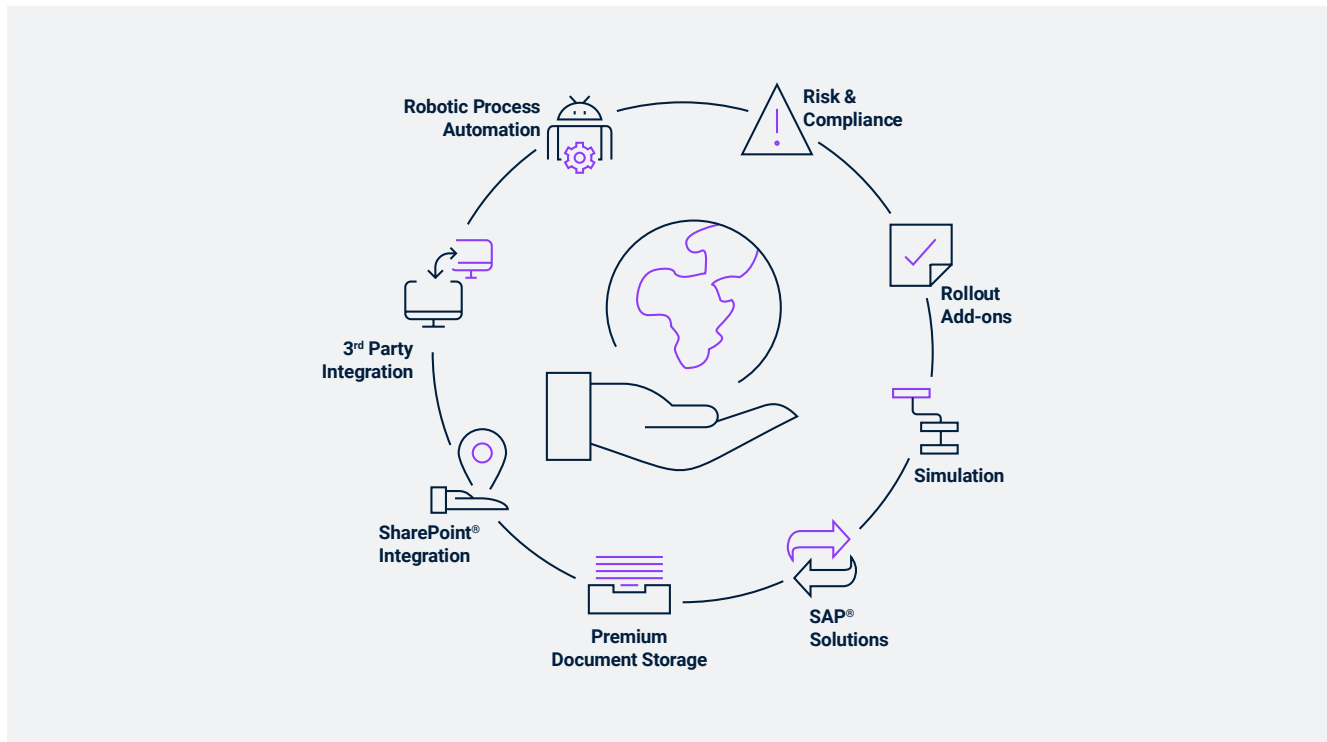 Robotic Process
Automation
Risk &
Compliance
Rollout
Add-ons
3rd Party
Integration
Simulation
SharePoint®
Integration
SAP®
Solutions
Premium
Document Storage